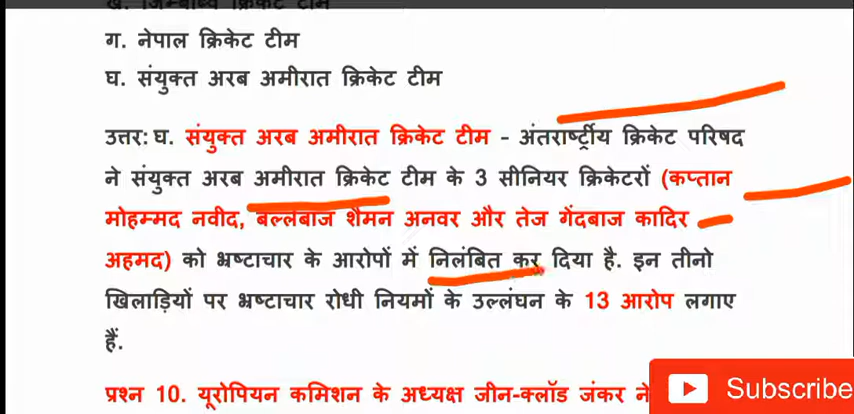 ख. जिम्बाब्वे क्रिकेट टीम
ग. नेपाल क्रिकेट टीम
घ. संयुक्त अरब अमीरात क्रिकेट टीम
उत्तर: घ. संयुक्त अरब अमीरात क्रिकेट टीम - अंतराष्ट्रीय क्रिकेट परिषद
ने संयुक्त अरब अमीरात क्रिकेट टीम के 3 सीनियर क्रिकेटरों (कप्तान
मोहम्मद नवीद, बल्लेबाज शैमन अनवर और तेज गेंदबाज कादिर
अहमद) को भ्रष्टाचार के आरोपों में निलंबित कर दिया है. इन तीनो
खिलाड़ियों पर भ्रष्टाचार रोधी नियमों के उल्लंघन के 13 आरोप लगाए
हैं.
प्रश्न 10. यूरोपियन कमिशन के अध्यक्ष जीन-क्लॉड जंकर ने
Subscribe